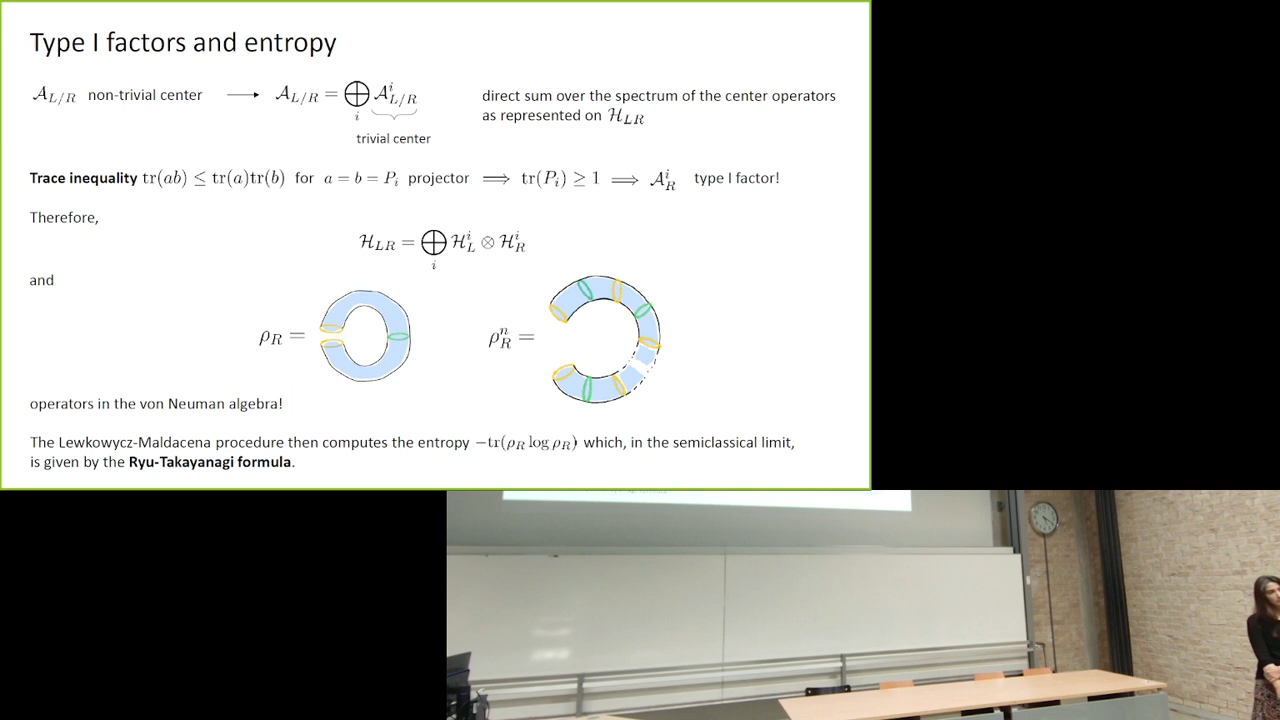 Type I factors and entropy
𝒜_{L/R} non-trivial center ⟶ 𝒜_{L/R} = ⨁_i 𝒜^i_{L/R} direct sum over the spectrum of the center operators
as represented on ℋ_{LR}
trivial center
Trace inequality tr(ab) ≤ tr(a)tr(b) for a = b = P_i projector ⟹ tr(P_i) ≥ 1 ⟹ 𝒜^i_R type I factor!
Therefore,
ℋ_{LR} = ⨁_i ℋ^i_L ⊗ ℋ^i_R
and
ρ_R = ρ^n_R =
operators in the von Neuman algebra!
The Lewkowycz-Maldacena procedure then computes the entropy −tr(ρ_R log ρ_R) which, in the semiclassical limit,
is given by the Ryu-Takayanagi formula.